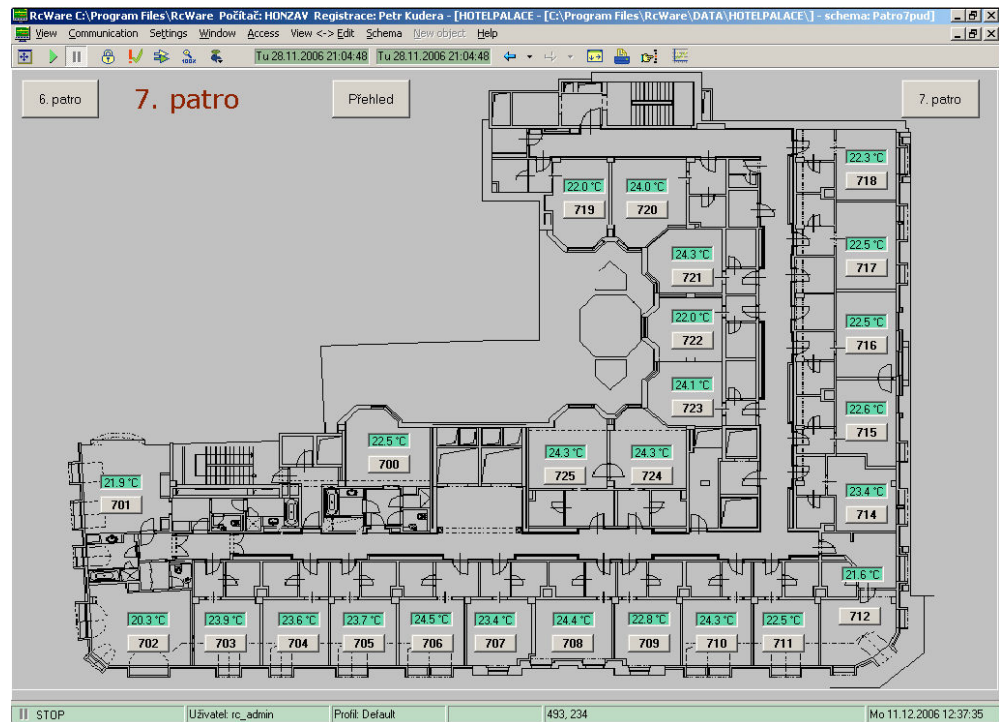 RcWare C:\Program Files\RcWare Počítač: HONZAV Registrace: Petr Kudera - [HOTELPALACE - [C:\Program Files\RcWare\DATA\HOTELPALACE\] - schema: Patro7pud]
View Communication Settings Window Access View <-> Edit Schema New object Help
100x Tu 28.11.2006 21:04:48 Tu 28.11.2006 21:04:48
6. patro 7. patro Přehled 7. patro
22.3 °C
718
22.0 °C 24.0 °C
719 720
22.5 °C
717
24.3 °C
721
22.0 °C 22.5 °C
722 716
24.1 °C
723
22.6 °C
715
22.5 °C
700
24.3 °C 24.3 °C
725 724
21.9 °C
701
23.4 °C
714
21.6 °C
712
20.3 °C 23.9 °C 23.6 °C 23.7 °C 24.5 °C 23.4 °C 24.4 °C 22.8 °C 24.3 °C 22.5 °C
702 703 704 705 706 707 708 709 710 711
STOP Uživatel: rc_admin Profil: Default 493, 234 Mo 11.12.2006 12:37:35